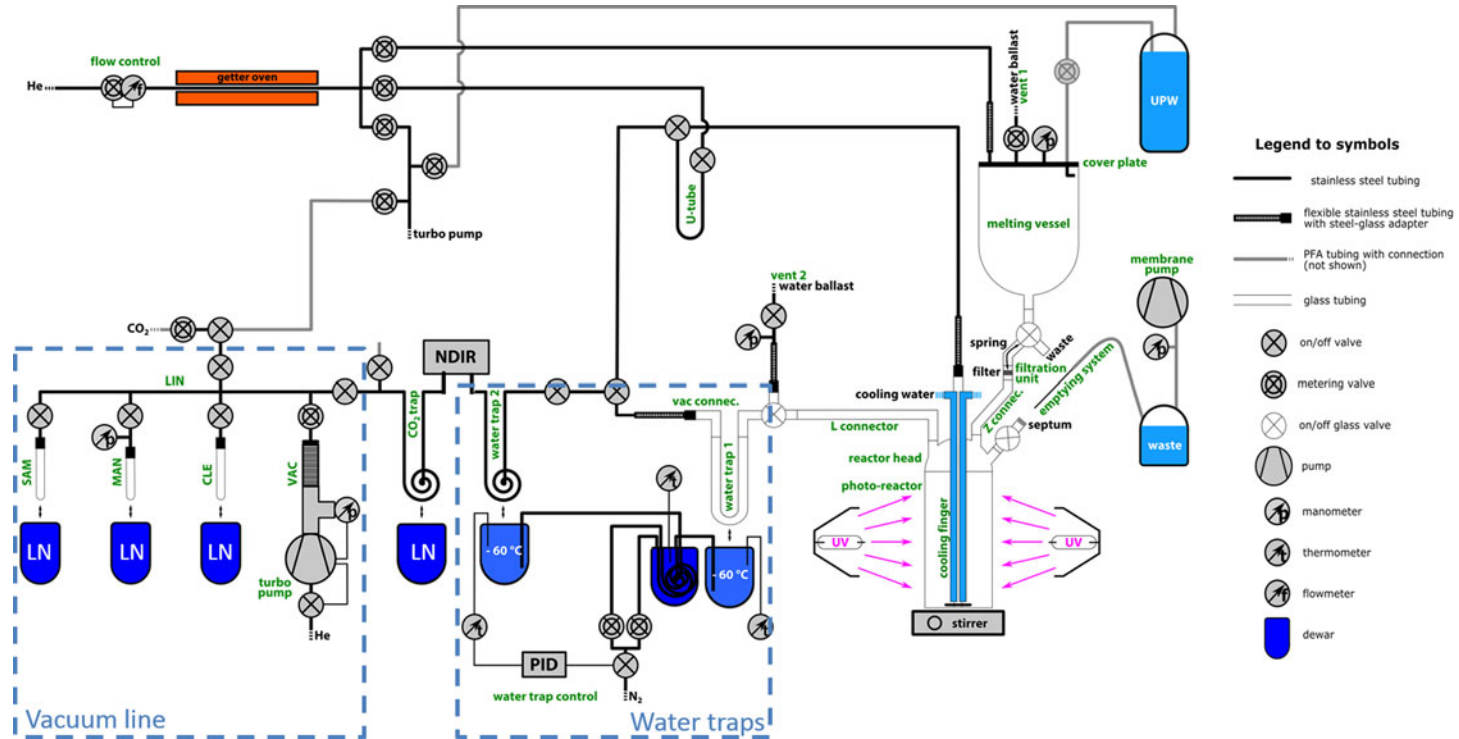 flow control
He
getter oven
water ballast
vent 1
UPW
cover plate
melting vessel
U-tube
turbo pump
membrane
pump
vent 2
water ballast
CO₂
NDIR
spring
waste
filter
filtration
unit
emptying system
LIN
CO₂ trap
water trap 2
vac connec.
cooling water
Z connec.
L connector
septum
waste
SAM
MAN
CLE
VAC
water trap 1
reactor head
photo-reactor
cooling finger
LN
LN
LN
LN
- 60 °C
- 60 °C
UV
UV
turbo
pump
He
stirrer
PID
water trap control
N₂
Vacuum line
Water traps
p
p
p
p
p
t
t
t
f
Legend to symbols
stainless steel tubing
flexible stainless steel tubing
with steel-glass adapter
PFA tubing with connection
(not shown)
glass tubing
on/off valve
metering valve
on/off glass valve
pump
p
manometer
t
thermometer
f
flowmeter
dewar